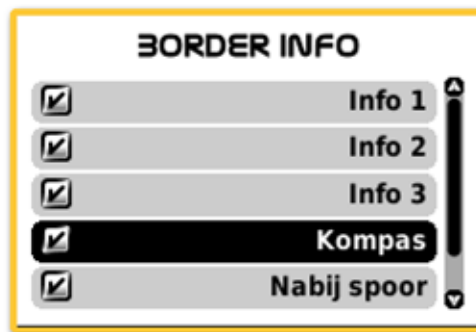 BORDER INFO
Info 1
Info 2
Info 3
Kompas
Nabij spoor